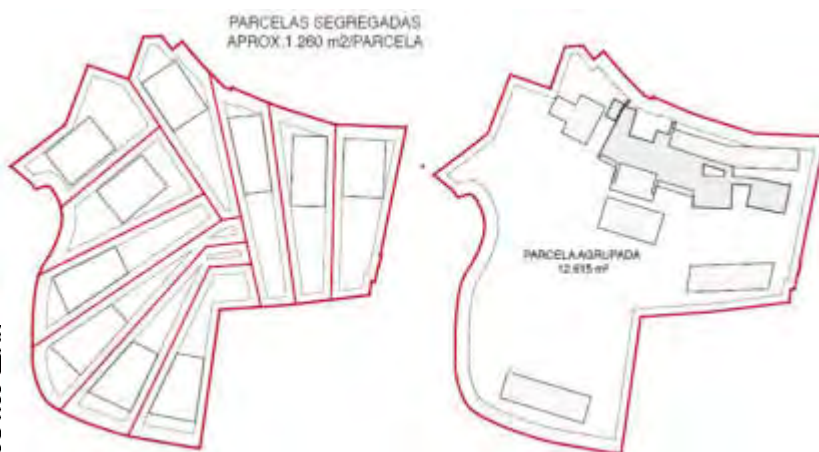 PARCELAS SEGREGADAS
APROX.1.260 m2/PARCELA
PARCELA AGRUPADA
12.615 m²